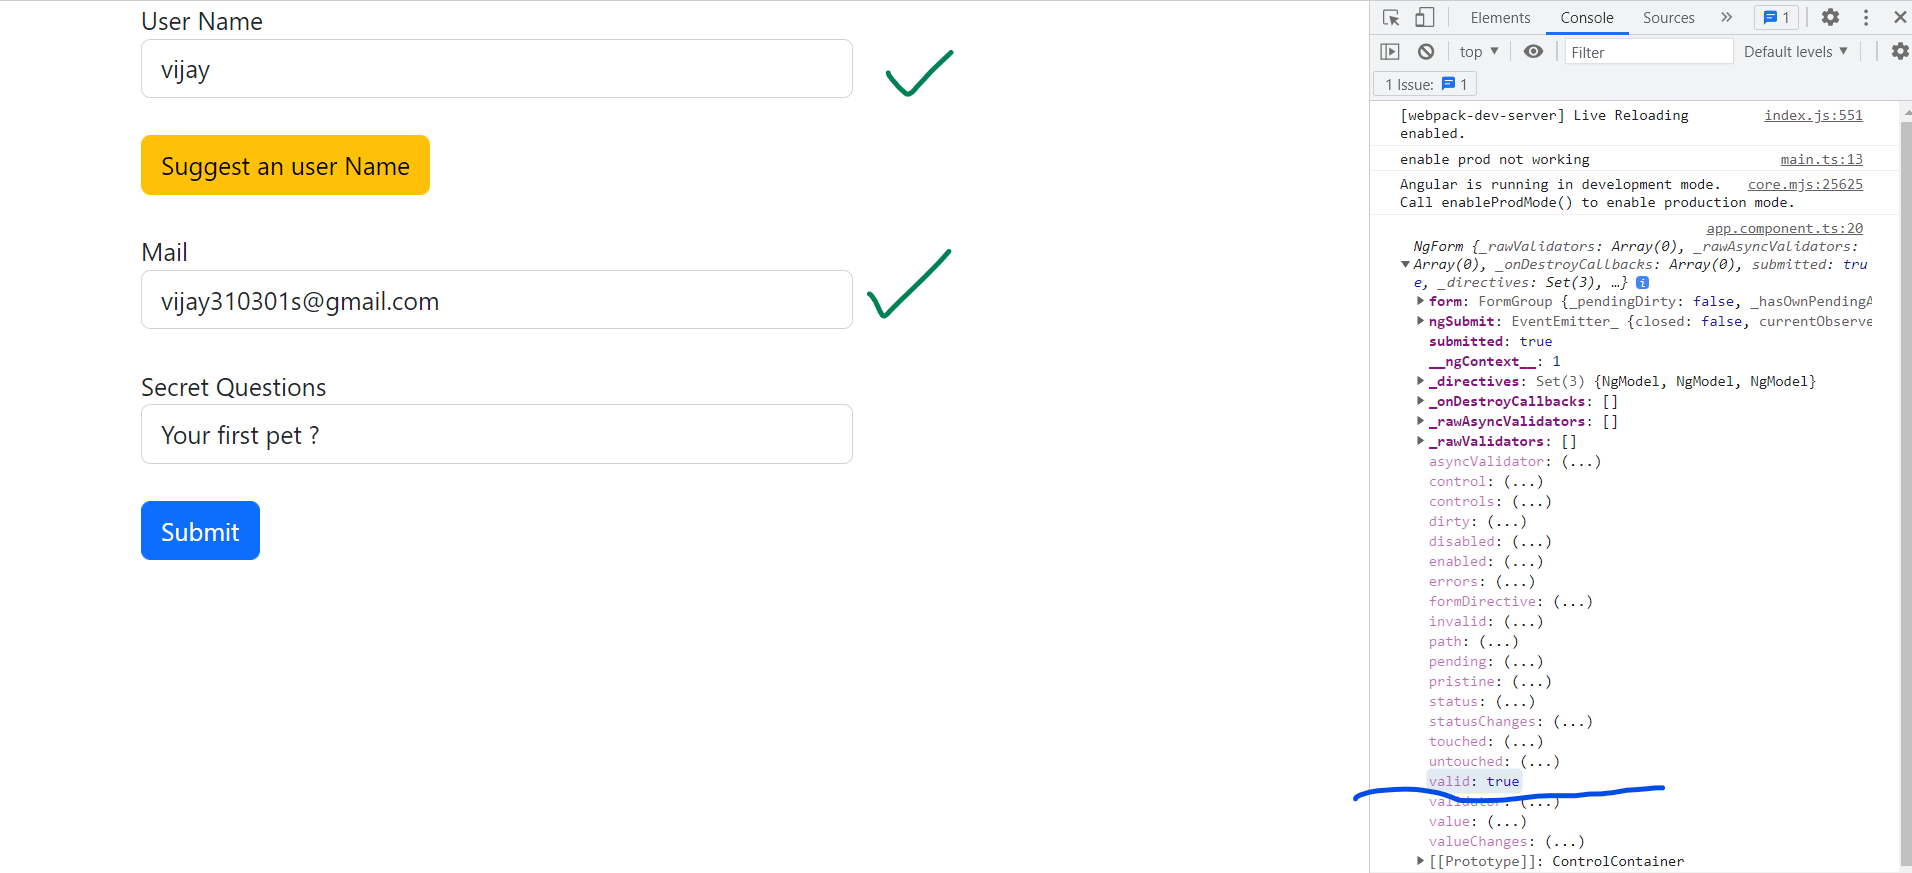 User Name
vijay
Suggest an user Name
Mail
vijay310301s@gmail.com
Secret Questions
Your first pet ?
Submit
Elements Console Sources » 1
top ▼ Filter Default levels ▼
1 Issue: 1
[webpack-dev-server] Live Reloading index.js:551
enabled.
enable prod not working main.ts:13
Angular is running in development mode. core.mjs:25625
Call enableProdMode() to enable production mode.
app.component.ts:20
NgForm {_rawValidators: Array(0), _rawAsyncValidators:
Array(0), _onDestroyCallbacks: Array(0), submitted: tru
e, _directives: Set(3), …} i
form: FormGroup {_pendingDirty: false, _hasOwnPendingA
ngSubmit: EventEmitter_ {closed: false, currentObserve
submitted: true
__ngContext__: 1
_directives: Set(3) {NgModel, NgModel, NgModel}
_onDestroyCallbacks: []
_rawAsyncValidators: []
_rawValidators: []
asyncValidator: (...)
control: (...)
controls: (...)
dirty: (...)
disabled: (...)
enabled: (...)
errors: (...)
formDirective: (...)
invalid: (...)
path: (...)
pending: (...)
pristine: (...)
status: (...)
statusChanges: (...)
touched: (...)
untouched: (...)
valid: true
validator: (...)
value: (...)
valueChanges: (...)
[[Prototype]]: ControlContainer